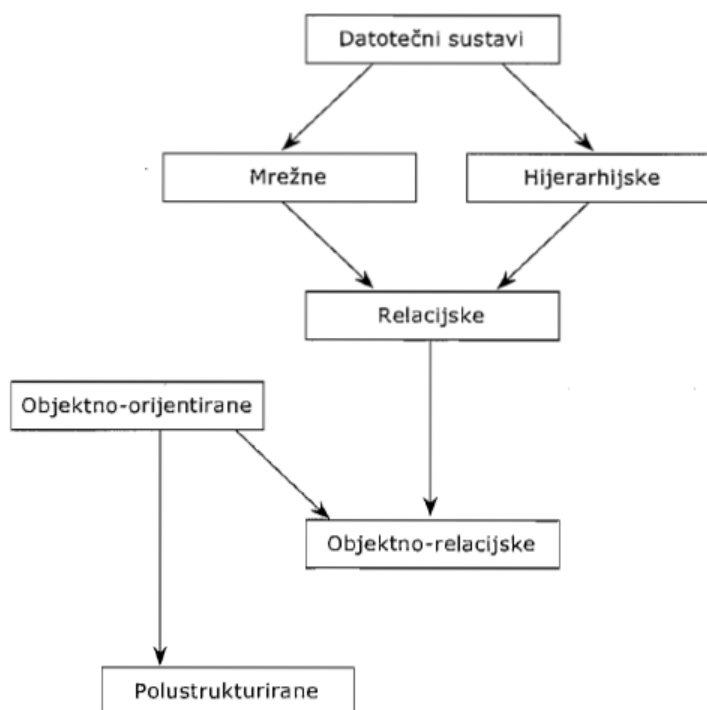 Datotečni sustavi
Mrežne
Hijerarhijske
Relacijske
Objektno-orijentirane
Objektno-relacijske
Polustrukturirane